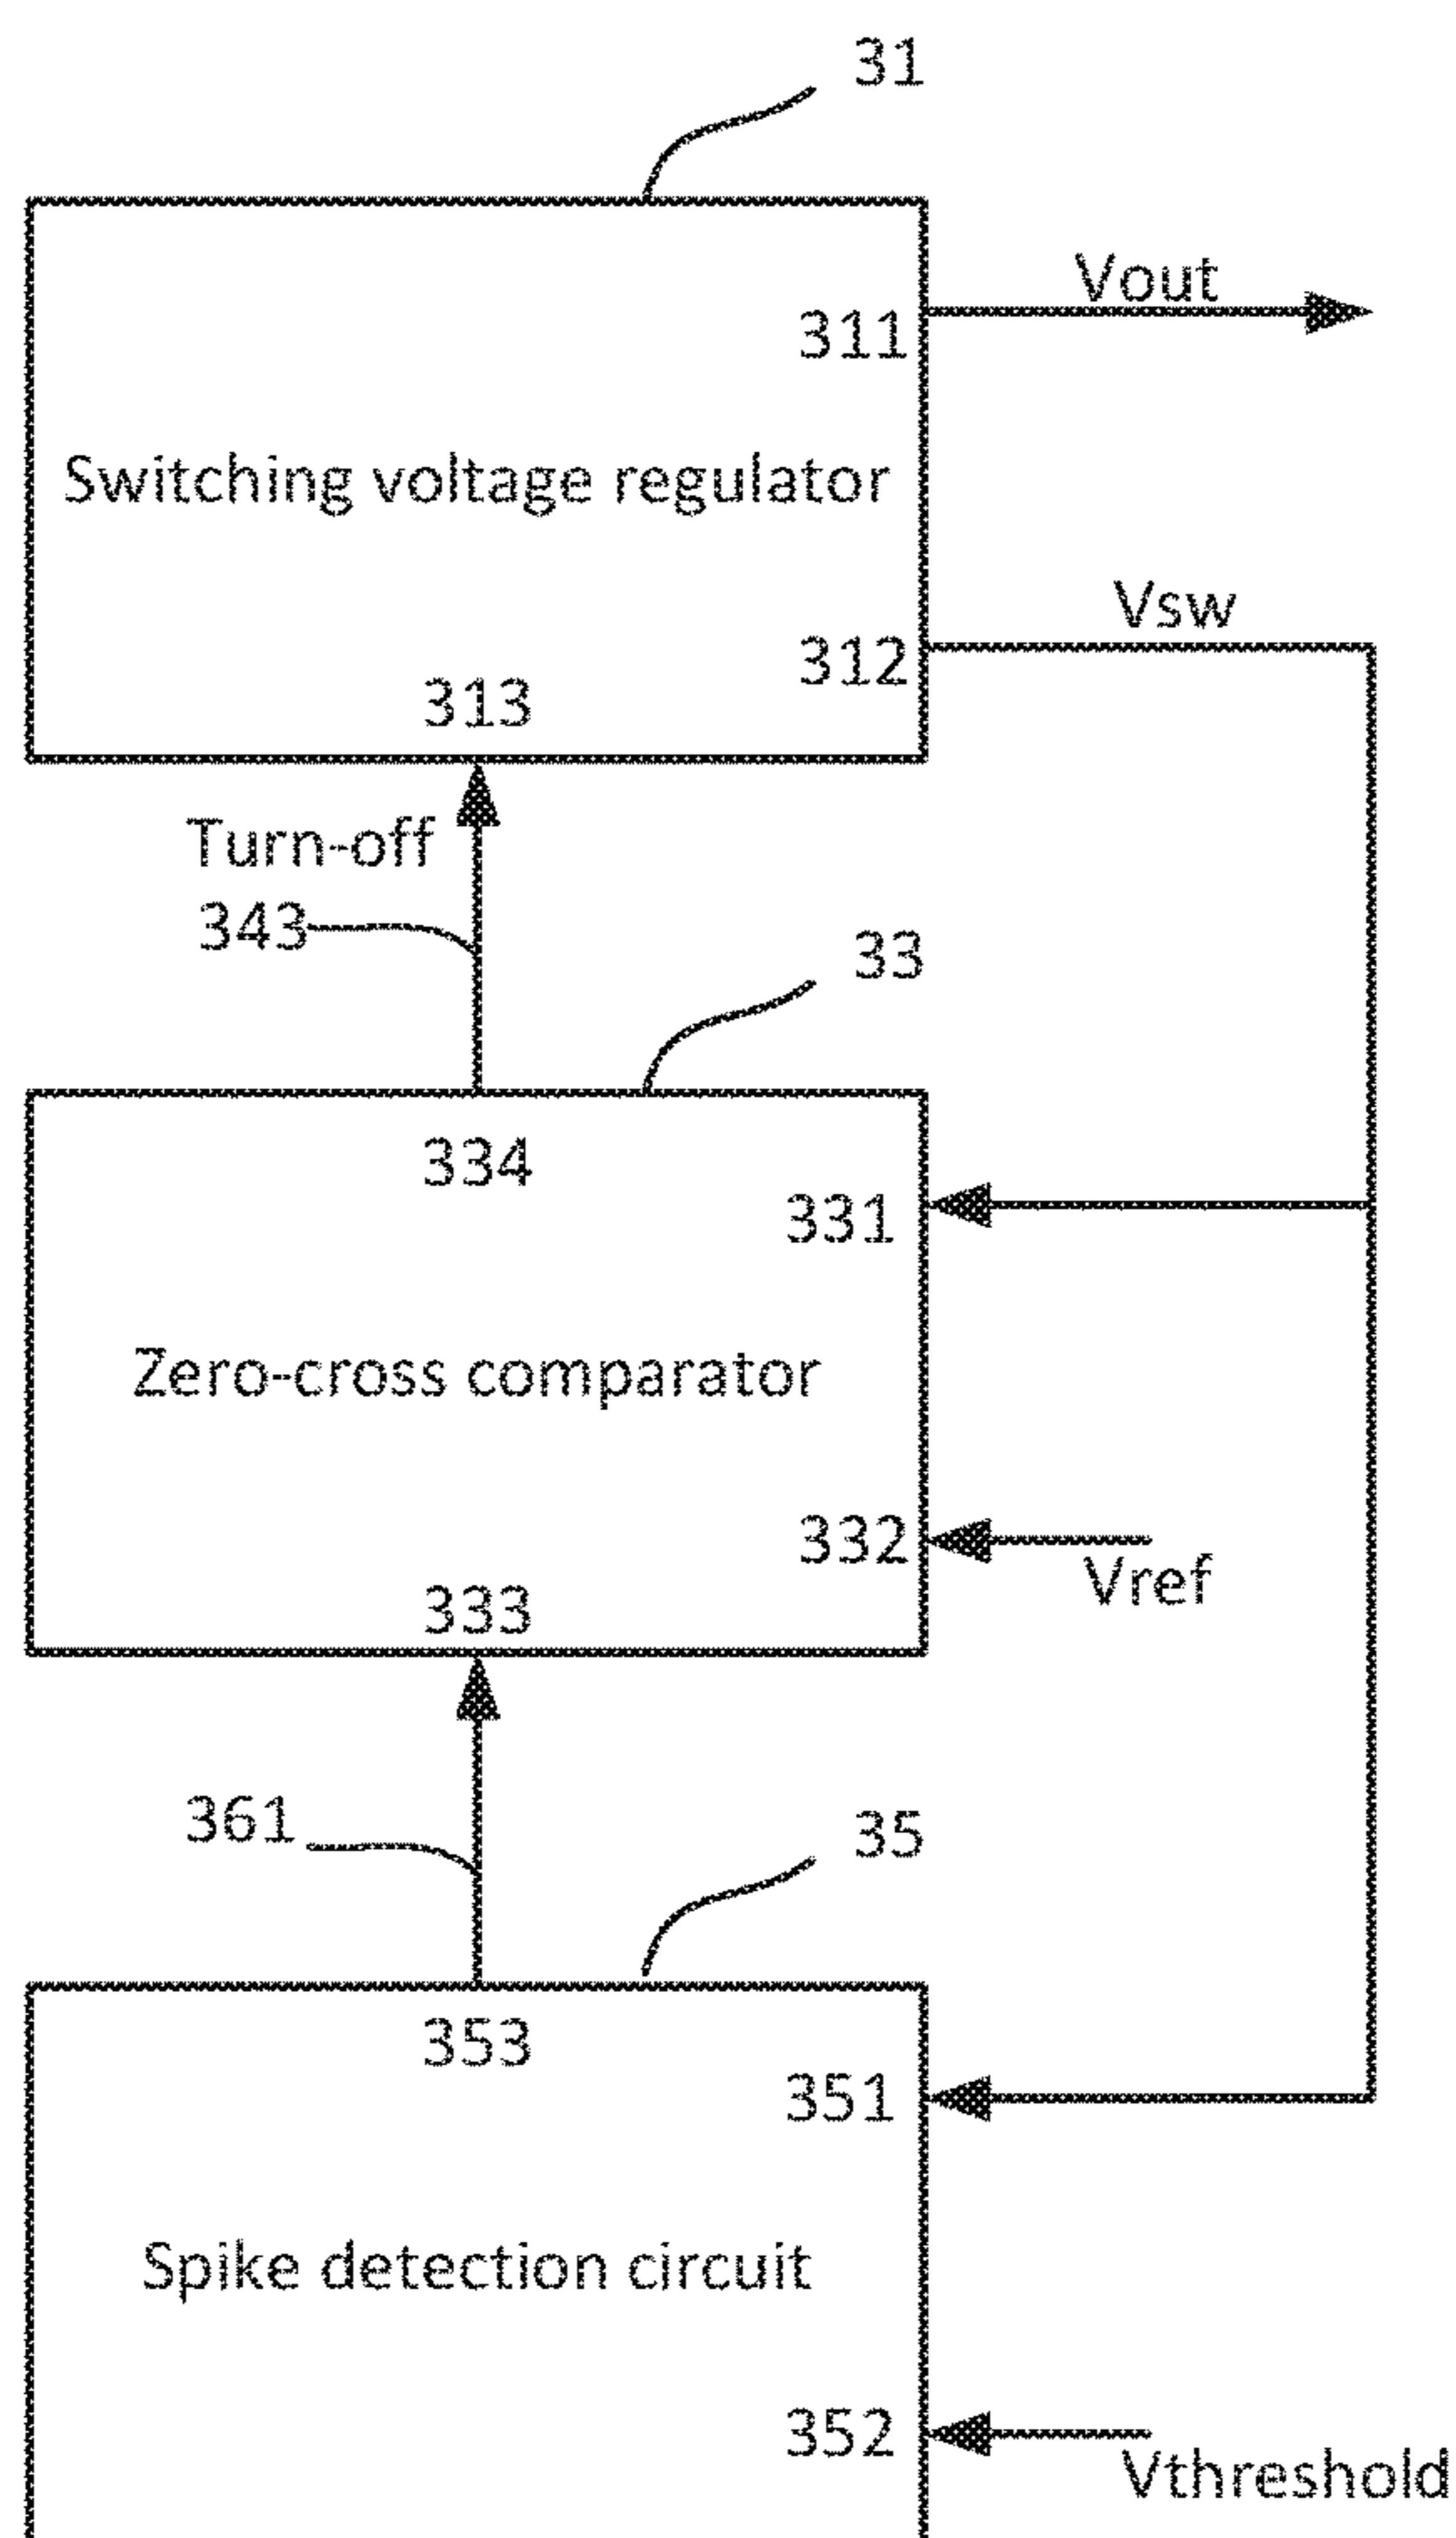 31
Vout
311
Switching voltage regulator
Vsw
312
313
Turn-off
343
33
334
331
Zero-cross comparator
332
Vref
333
361
35
353
351
Spike detection circuit
352
Vthreshold